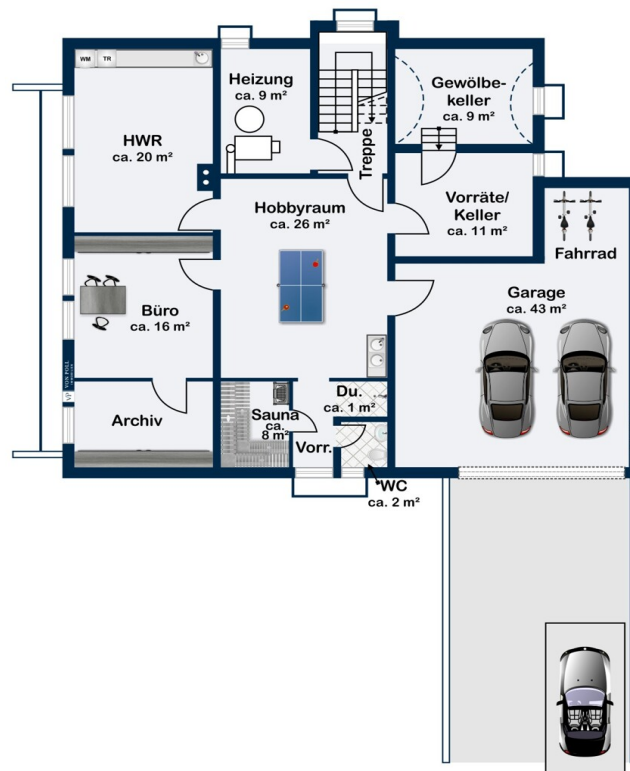 WM
TR
Heizung
ca. 9 m²
Treppe
Gewölbe-
keller
ca. 9 m²
HWR
ca. 20 m²
Vorräte/
Keller
ca. 11 m²
Hobbyraum
ca. 26 m²
Fahrrad
Büro
ca. 16 m²
Garage
ca. 43 m²
VON POLL
Archiv
Sauna
ca.
8 m²
Du.
ca. 1 m²
Vorr.
WC
ca. 2 m²